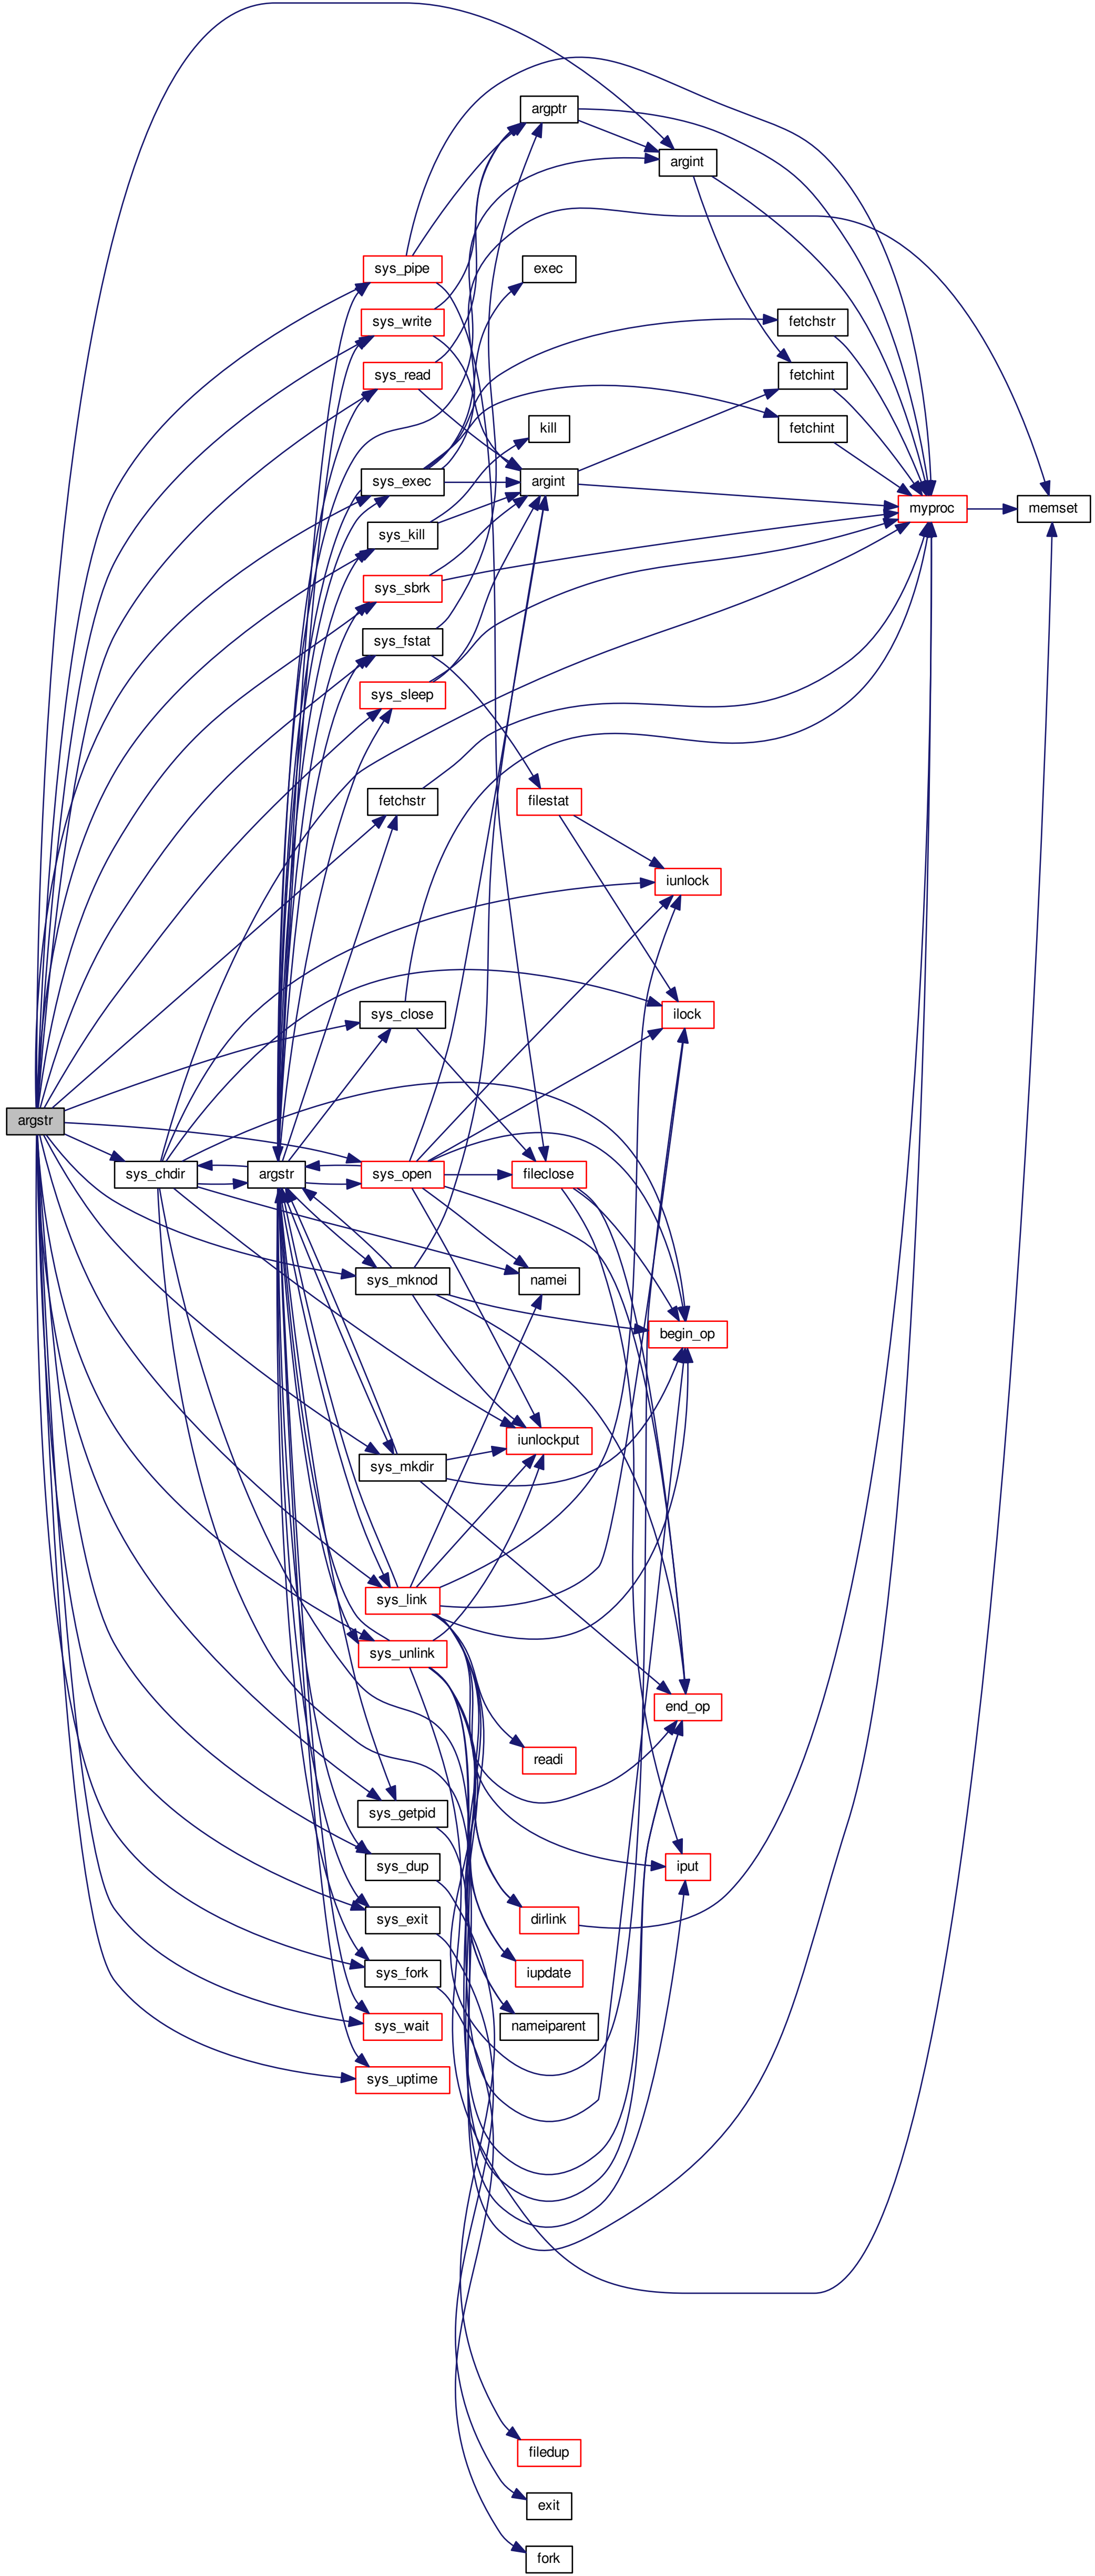 argptr
argint
sys_pipe
exec
sys_write
fetchstr
sys_read
fetchint
kill
fetchint
sys_exec
argint
myproc
memset
sys_kill
sys_sbrk
sys_fstat
sys_sleep
fetchstr
filestat
iunlock
sys_close
ilock
argstr
sys_chdir
argstr
sys_open
fileclose
sys_mknod
namei
begin_op
iunlockput
sys_mkdir
sys_link
sys_unlink
end_op
readi
sys_getpid
sys_dup
iput
sys_exit
dirlink
sys_fork
iupdate
sys_wait
nameiparent
sys_uptime
filedup
exit
fork